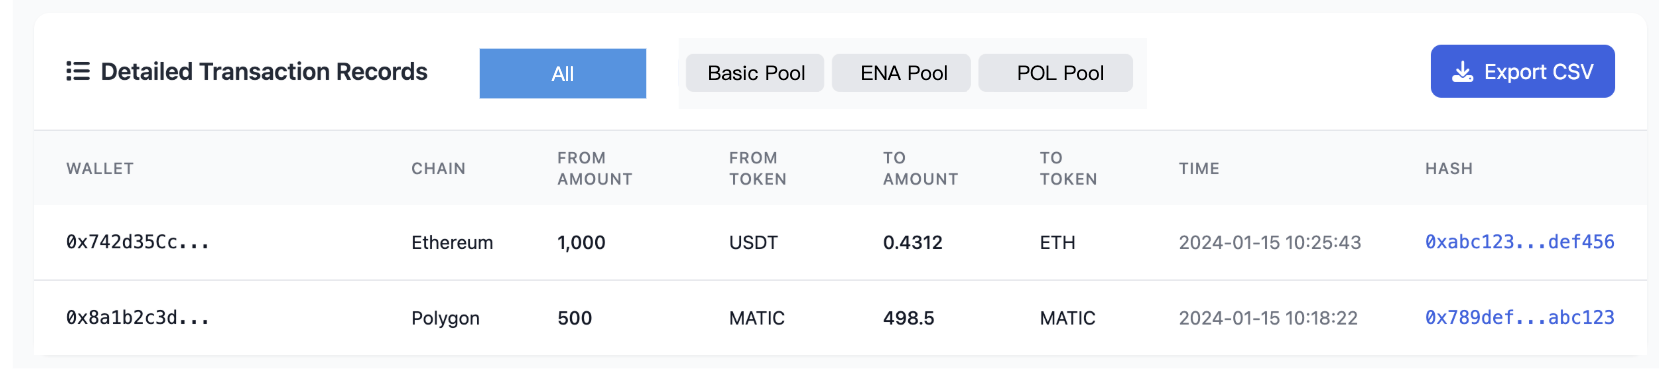 Detailed Transaction Records All Basic Pool ENA Pool POL Pool Export CSV
WALLET CHAIN FROM AMOUNT FROM TOKEN TO AMOUNT TO TOKEN TIME HASH
0x742d35Cc... Ethereum 1,000 USDT 0.4312 ETH 2024-01-15 10:25:43 0xabc123...def456
0x8a1b2c3d... Polygon 500 MATIC 498.5 MATIC 2024-01-15 10:18:22 0x789def...abc123